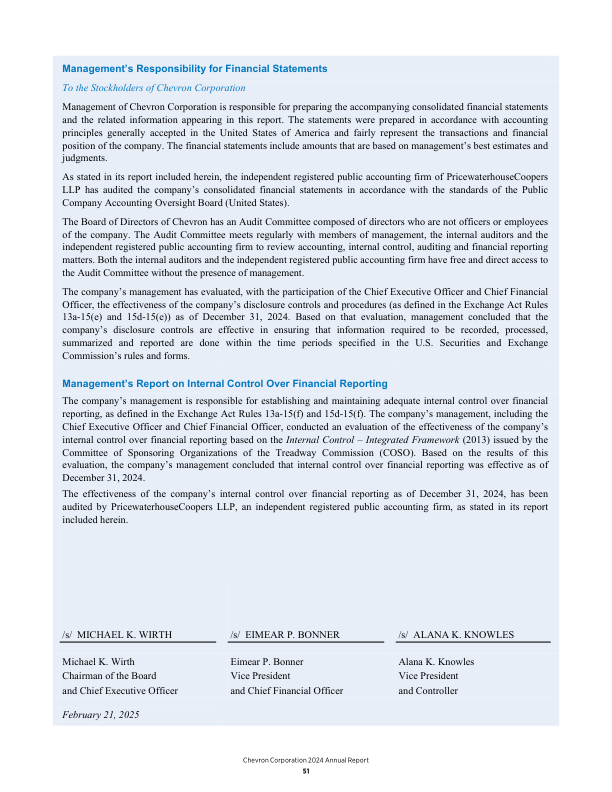 Management's Responsibility for Financial Statements
To the Stockholders of Chevron Corporation
Management of Chevron Corporation is responsible for preparing the accompanying consolidated financial statements
and the related information appearing in this report. The statements were prepared in accordance with accounting
principles generally accepted in the United States of America and fairly represent the transactions and financial
position of the company. The financial statements include amounts that are based on management's best estimates and
judgments.
As stated in its report included herein, the independent registered public accounting firm of PricewaterhouseCoopers
LLP has audited the company's consolidated financial statements in accordance with the standards of the Public
Company Accounting Oversight Board (United States).
The Board of Directors of Chevron has an Audit Committee composed of directors who are not officers or employees
of the company. The Audit Committee meets regularly with members of management, the internal auditors and the
independent registered public accounting firm to review accounting, internal control, auditing and financial reporting
matters. Both the internal auditors and the independent registered public accounting firm have free and direct access to
the Audit Committee without the presence of management.
The company's management has evaluated, with the participation of the Chief Executive Officer and Chief Financial
Officer, the effectiveness of the company's disclosure controls and procedures (as defined in the Exchange Act Rules
13a-15(e) and 15d-15(e)) as of December 31, 2024. Based on that evaluation, management concluded that the
company's disclosure controls are effective in ensuring that information required to be recorded, processed,
summarized and reported are done within the time periods specified in the U.S. Securities and Exchange
Commission's rules and forms.
Management's Report on Internal Control Over Financial Reporting
The company's management is responsible for establishing and maintaining adequate internal control over financial
reporting, as defined in the Exchange Act Rules 13a-15(f) and 15d-15(f). The company's management, including the
Chief Executive Officer and Chief Financial Officer, conducted an evaluation of the effectiveness of the company's
internal control over financial reporting based on the Internal Control – Integrated Framework (2013) issued by the
Committee of Sponsoring Organizations of the Treadway Commission (COSO). Based on the results of this
evaluation, the company's management concluded that internal control over financial reporting was effective as of
December 31, 2024.
The effectiveness of the company's internal control over financial reporting as of December 31, 2024, has been
audited by PricewaterhouseCoopers LLP, an independent registered public accounting firm, as stated in its report
included herein.
/s/ MICHAEL K. WIRTH /s/ EIMEAR P. BONNER /s/ ALANA K. KNOWLES
Michael K. Wirth Eimear P. Bonner Alana K. Knowles
Chairman of the Board Vice President Vice President
and Chief Executive Officer and Chief Financial Officer and Controller
February 21, 2025
Chevron Corporation 2024 Annual Report
51